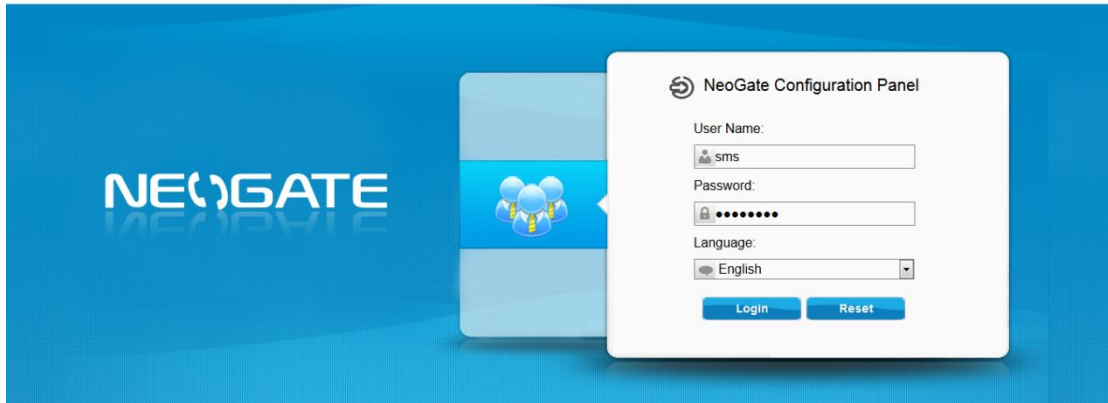 NEOGATE
NeoGate Configuration Panel
User Name:
sms
Password:
••••••••
Language:
English
Login
Reset